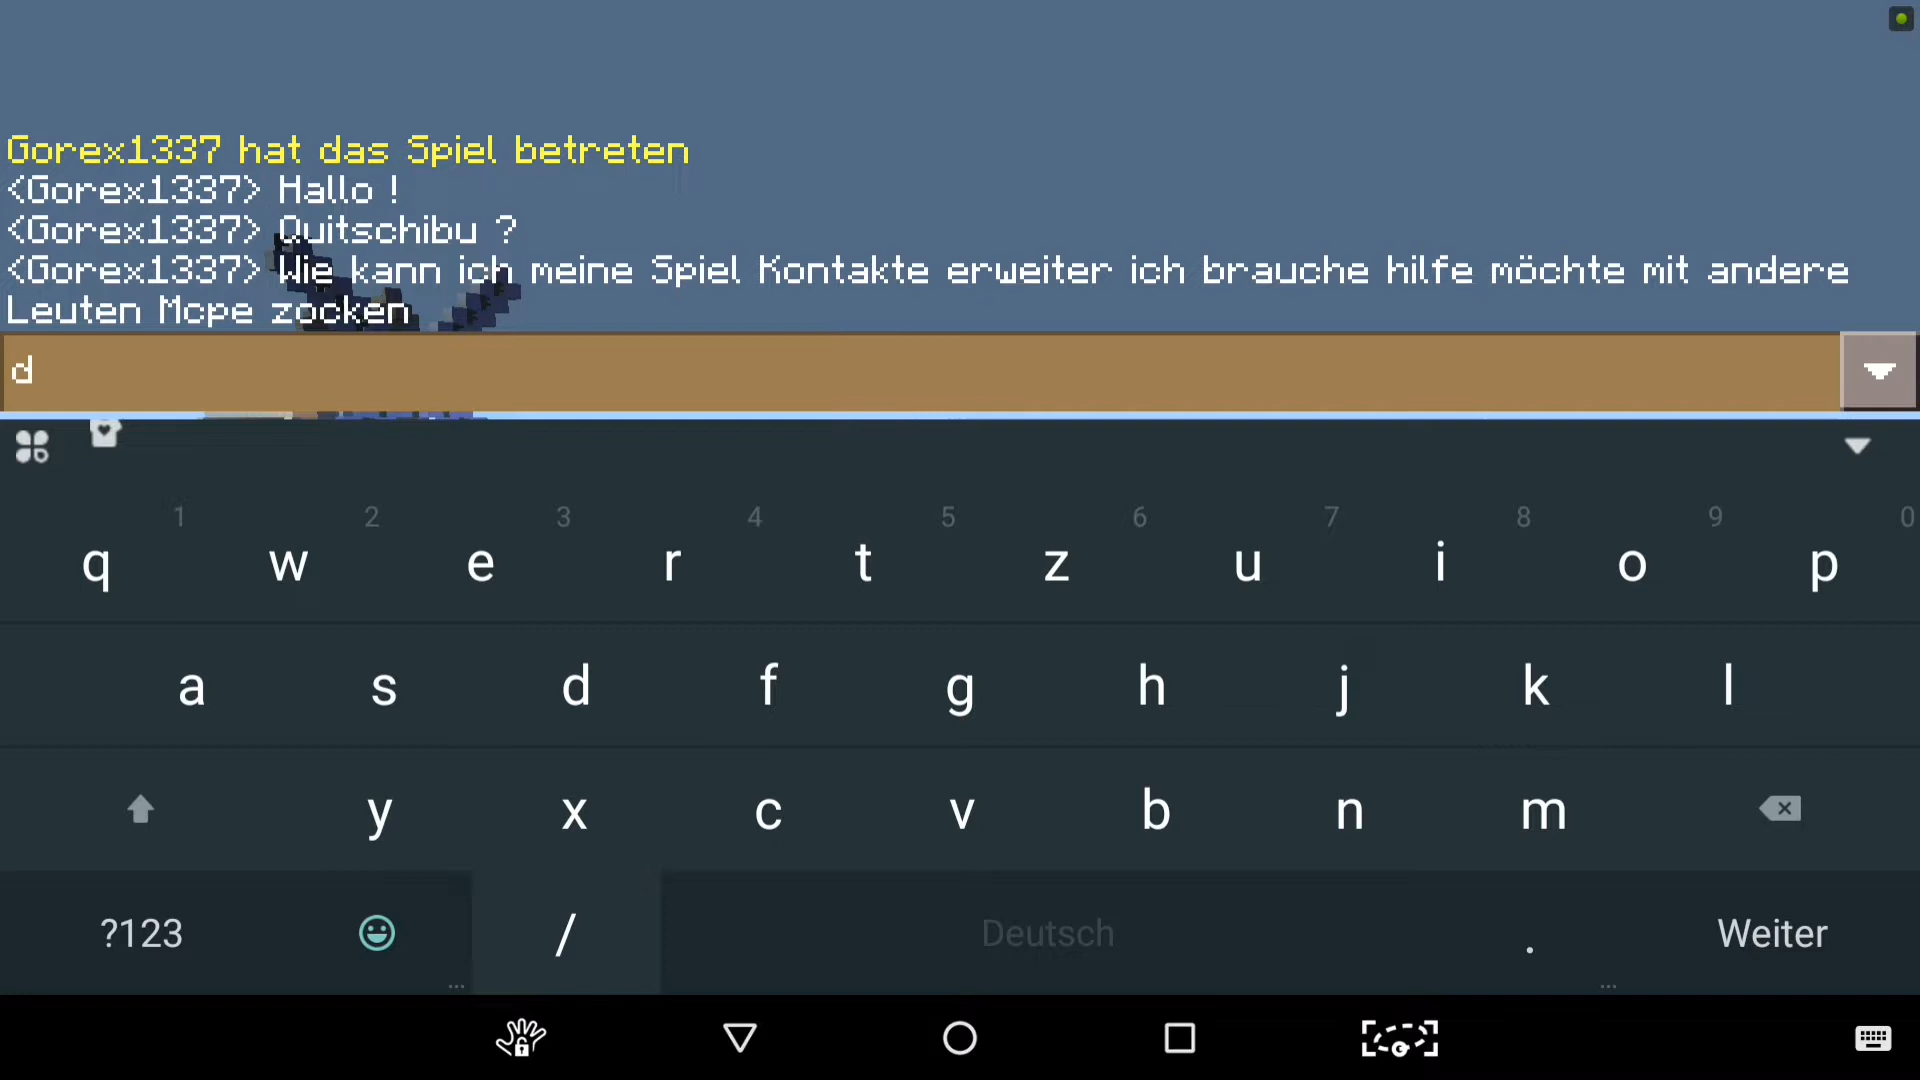 Gorex1337 hat das Spiel betreten
<Gorex1337> Hallo !
<Gorex1337> Quitschibu ?
<Gorex1337> Wie kann ich meine Spiel Kontakte erweiter ich brauche hilfe möchte mit andere
Leuten Mcpe zocken
d
1 2 3 4 5 6 7 8 9 0
q w e r t z u i o p
a s d f g h j k l
y x c v b n m
?123 / Deutsch . Weiter